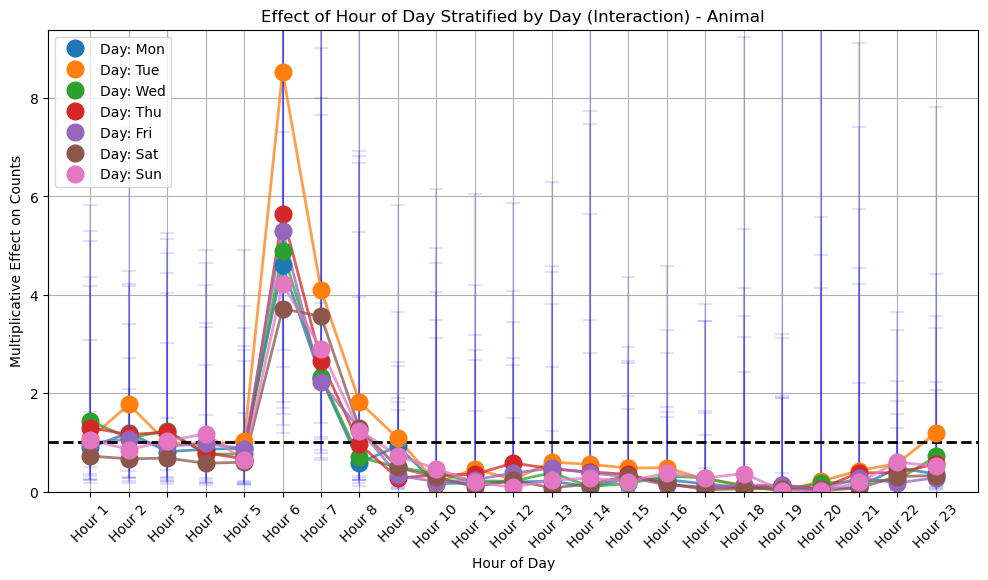 Effect of Hour of Day Stratified by Day (Interaction) - Animal
Multiplicative Effect on Counts
8
6
4
2
1
0
Day: Mon
Day: Tue
Day: Wed
Day: Thu
Day: Fri
Day: Sat
Day: Sun
Hour 1
Hour 2
Hour 3
Hour 4
Hour 5
Hour 6
Hour 7
Hour 8
Hour 9
Hour 10
Hour 11
Hour 12
Hour 13
Hour 14
Hour 15
Hour 16
Hour 17
Hour 18
Hour 19
Hour 20
Hour 21
Hour 22
Hour 23
Hour of Day